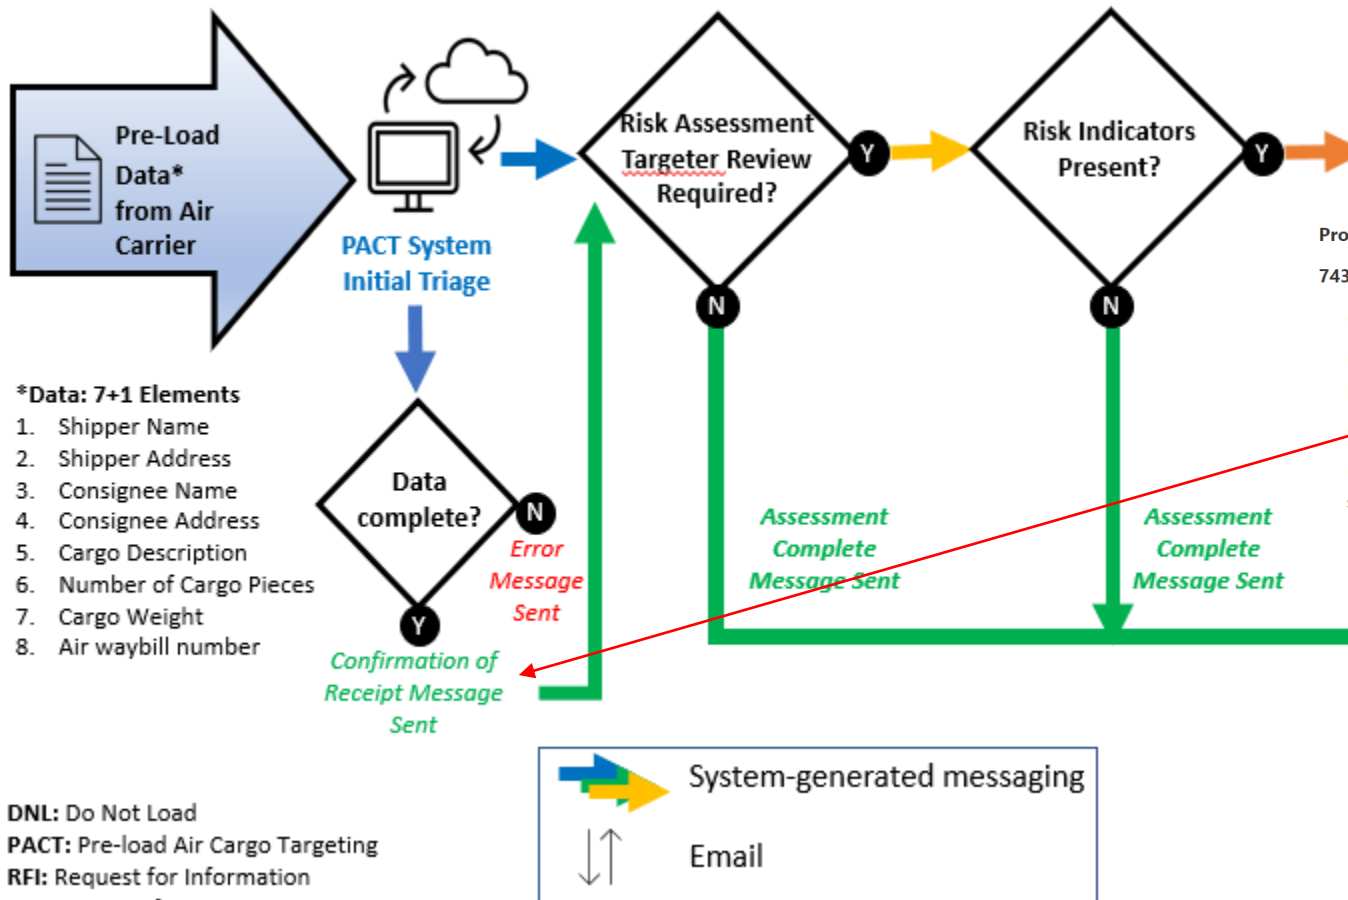 Pre-Load
Data*
from Air
Carrier
PACT System
Initial Triage
Risk Assessment
Targeter Review
Required?
Y
N
Risk Indicators
Present?
Y
N
Pro
743
*Data: 7+1 Elements
1. Shipper Name
2. Shipper Address
3. Consignee Name
4. Consignee Address
5. Cargo Description
6. Number of Cargo Pieces
7. Cargo Weight
8. Air waybill number
Data
complete?
N
Error
Message
Sent
Y
Confirmation of
Receipt Message
Sent
Assessment
Complete
Message Sent
Assessment
Complete
Message Sent
System-generated messaging
Email
DNL: Do Not Load
PACT: Pre-load Air Cargo Targeting
RFI: Request for Information